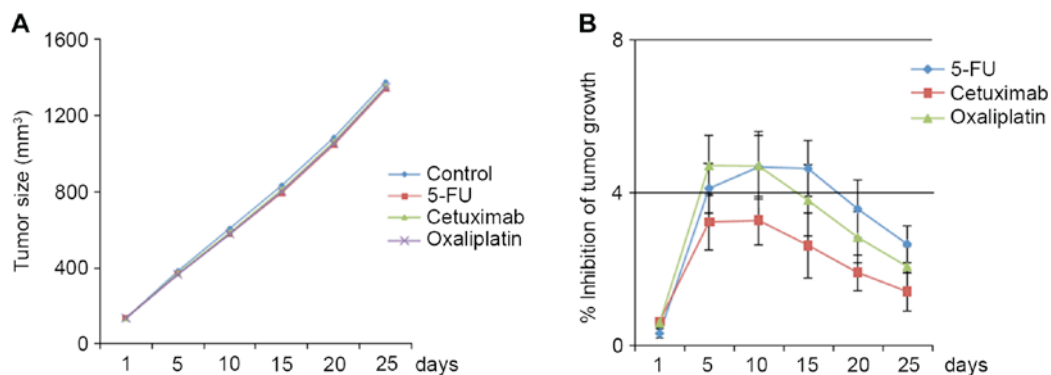 A
Tumor size (mm³)
1600
1200
800
400
0
1 5 10 15 20 25 days
Control
5-FU
Cetuximab
Oxaliplatin
B
% Inhibition of tumor growth
8
4
0
1 5 10 15 20 25 days
5-FU
Cetuximab
Oxaliplatin